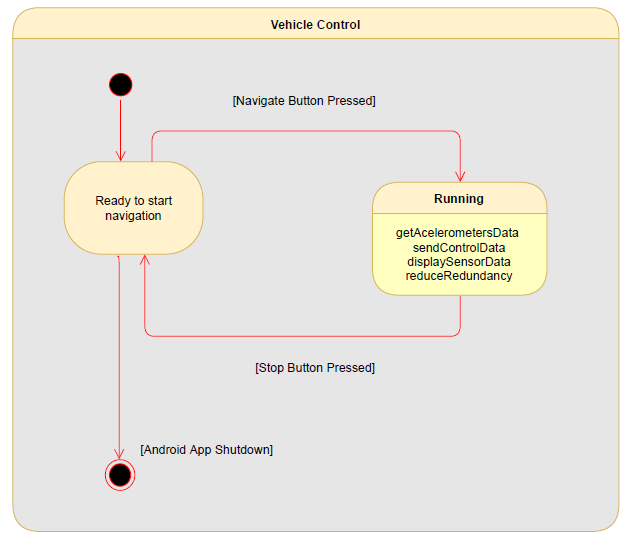 Vehicle Control
[Navigate Button Pressed]
Ready to start
navigation
Running
getAcelerometersData
sendControlData
displaySensorData
reduceRedundancy
[Stop Button Pressed]
[Android App Shutdown]